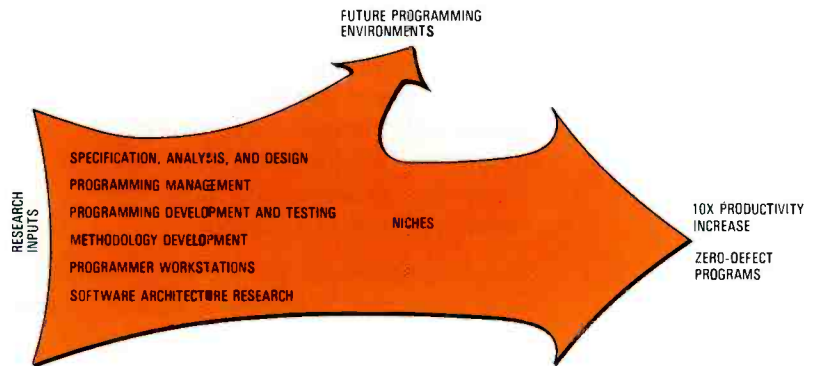 FUTURE PROGRAMMING
ENVIRONMENTS
RESEARCH
INPUTS
SPECIFICATION, ANALYSIS, AND DESIGN
PROGRAMMING MANAGEMENT
PROGRAMMING DEVELOPMENT AND TESTING
METHODOLOGY DEVELOPMENT
PROGRAMMER WORKSTATIONS
SOFTWARE ARCHITECTURE RESEARCH
NICHES
10X PRODUCTIVITY
INCREASE
ZERO-DEFECT
PROGRAMS